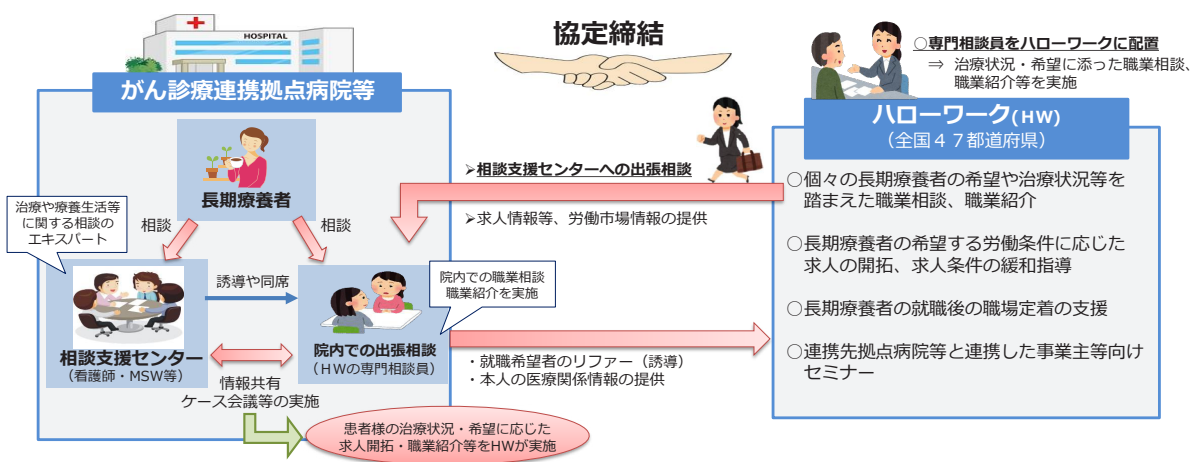 HOSPITAL
がん診療連携拠点病院等
長期療養者
治療や療養生活等
に関する相談の
エキスパート
相談
相談
誘導や同席
院内での職業相談
職業紹介を実施
相談支援センター
（看護師・MSW等）
院内での出張相談
（HWの専門相談員）
情報共有
ケース会議等の実施
患者様の治療状況・希望に応じた
求人開拓・職業紹介等をHWが実施
協定締結
➢相談支援センターへの出張相談
➢求人情報等、労働市場情報の提供
・就職希望者のリファー（誘導）
・本人の医療関係情報の提供
○専門相談員をハローワークに配置
⇒ 治療状況・希望に添った職業相談、
職業紹介等を実施
ハローワーク(HW)
（全国４７都道府県）
○個々の長期療養者の希望や治療状況等を
踏まえた職業相談、職業紹介
○長期療養者の希望する労働条件に応じた
求人の開拓、求人条件の緩和指導
○長期療養者の就職後の職場定着の支援
○連携先拠点病院等と連携した事業主等向け
セミナー